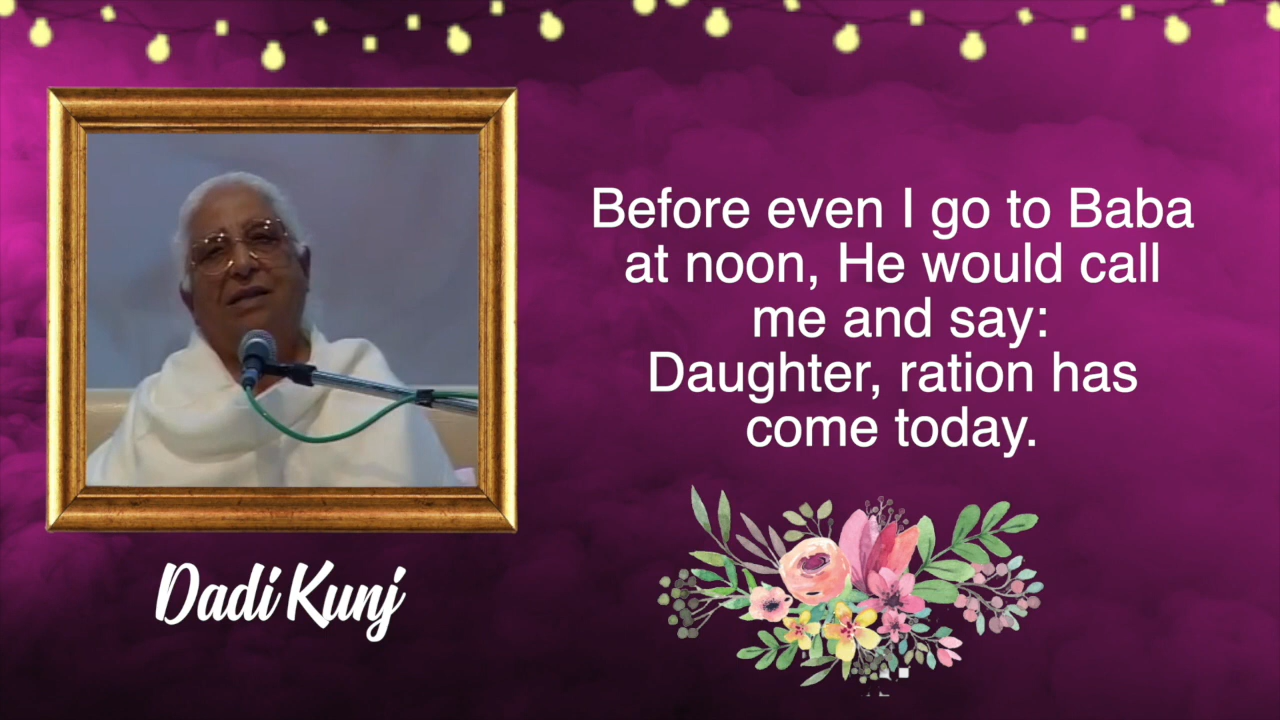 Before even I go to Baba
at noon, He would call
me and say:
Daughter, ration has
come today.
Dadi Kunj